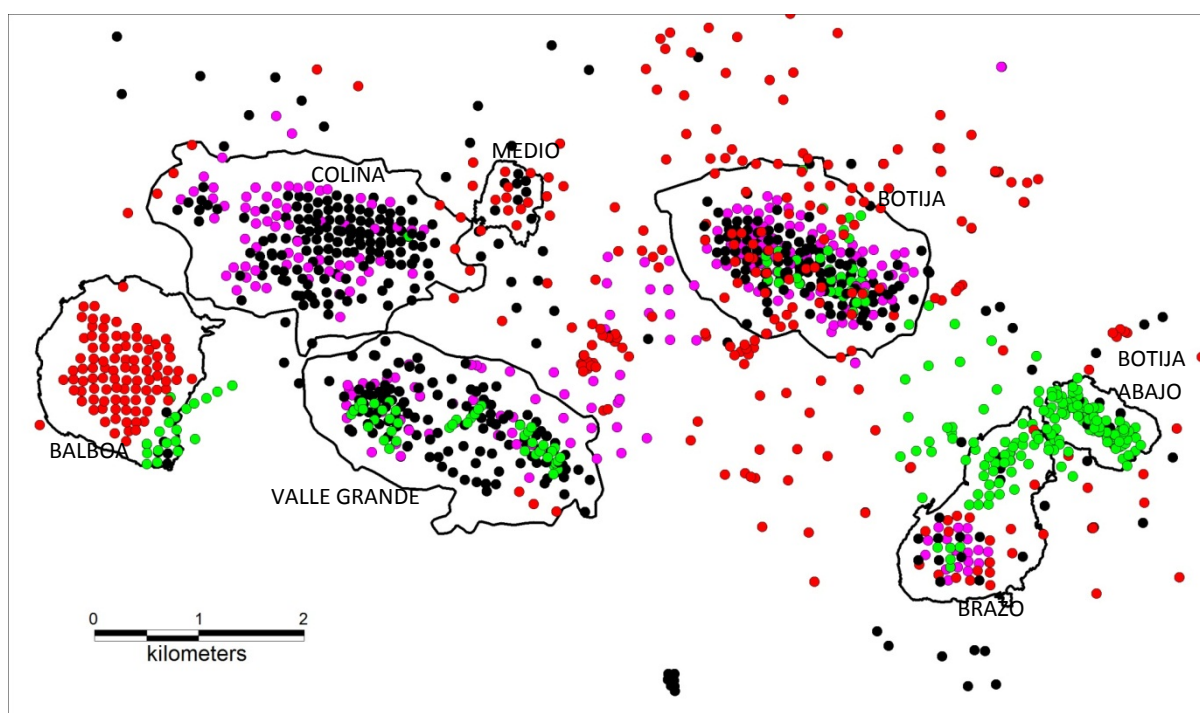 MEDIO
COLINA
BOTIJA
BOTIJA
ABAJO
BALBOA
VALLE GRANDE
BRAZO
0 1 2
kilometers